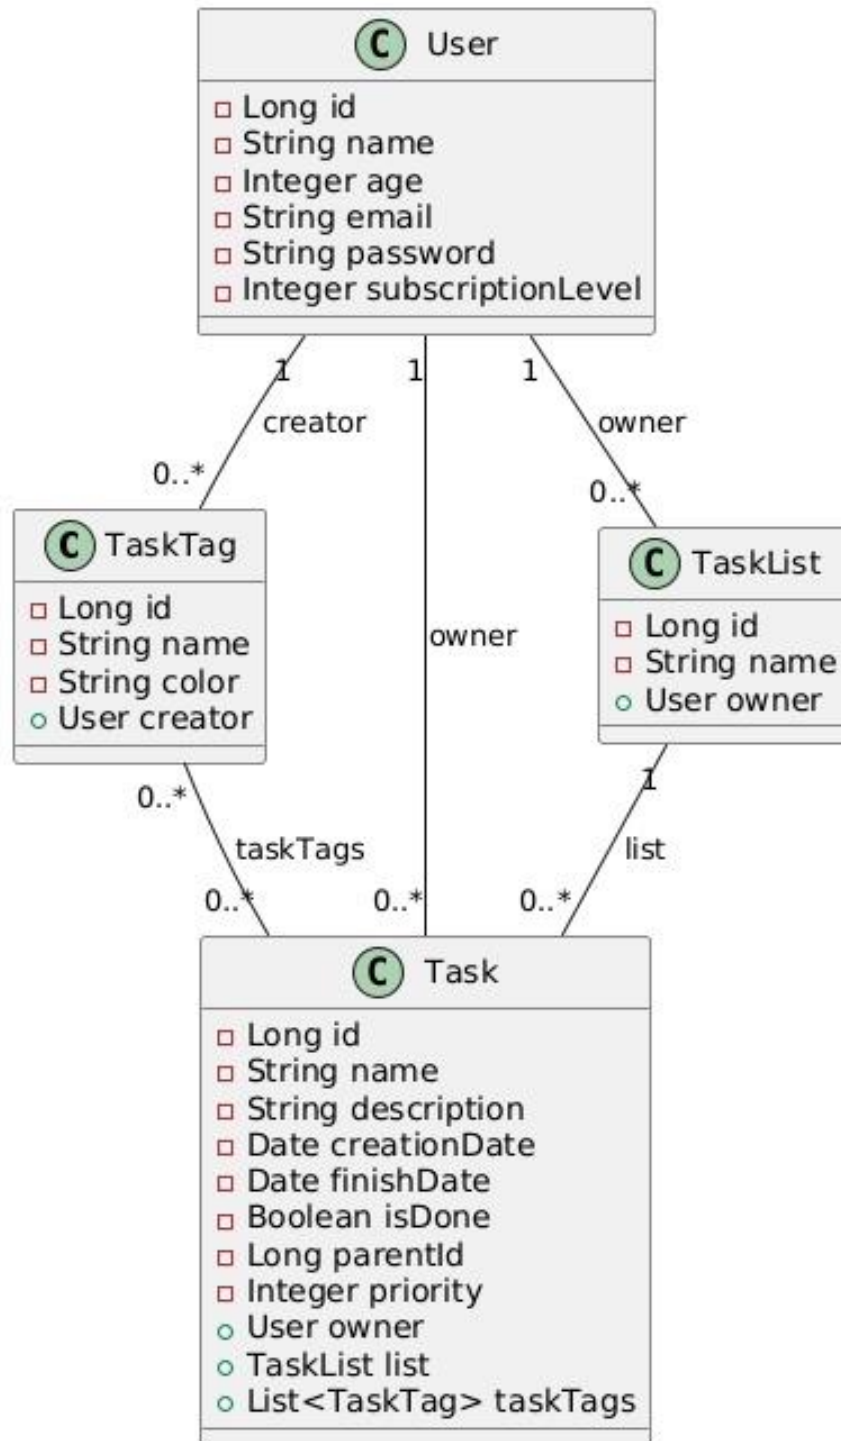 C User
Long id
String name
Integer age
String email
String password
Integer subscriptionLevel
1
1
1
creator
owner
0..*
0..*
C TaskTag
Long id
String name
String color
User creator
owner
C TaskList
Long id
String name
User owner
0..*
1
taskTags
list
0..*
0..*
0..*
C Task
Long id
String name
String description
Date creationDate
Date finishDate
Boolean isDone
Long parentId
Integer priority
User owner
TaskList list
List<TaskTag> taskTags